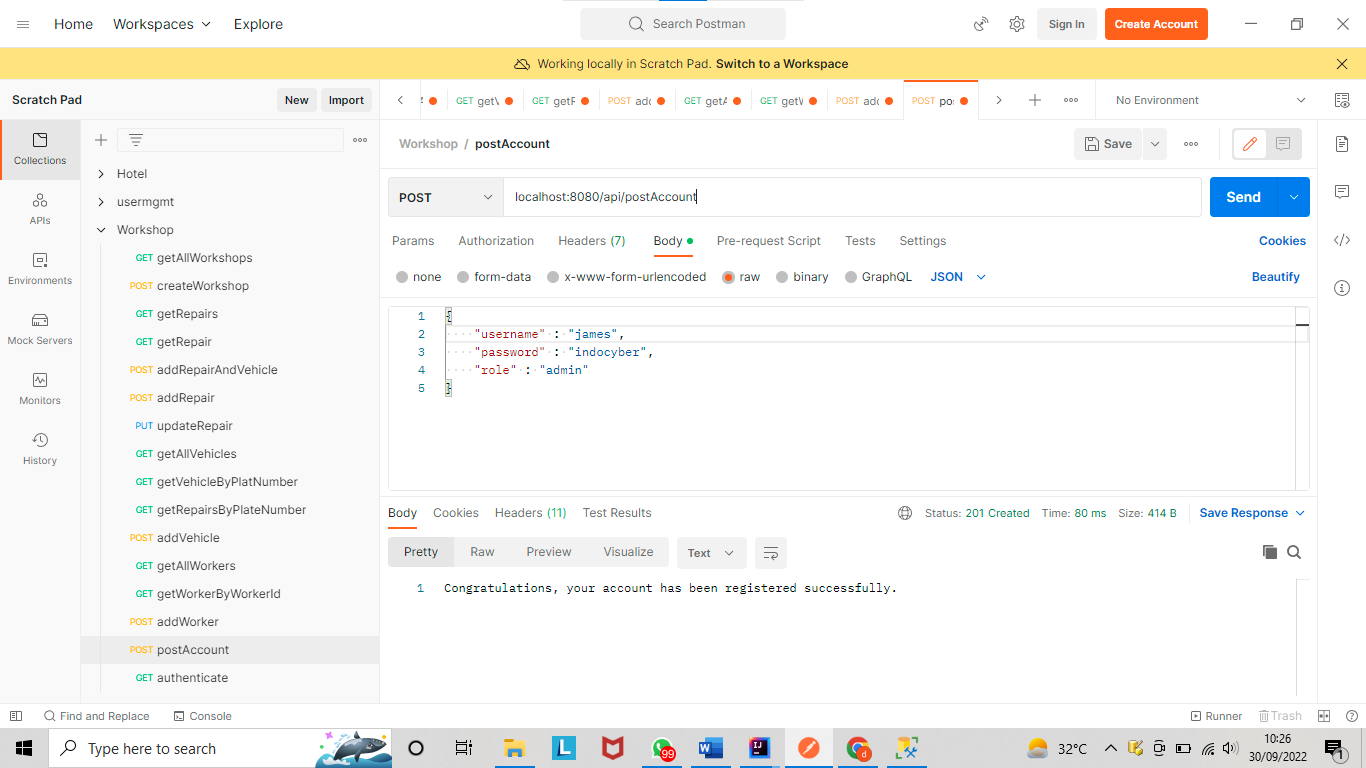 Home Workspaces Explore Search Postman Sign In Create Account
Working locally in Scratch Pad. Switch to a Workspace
Scratch Pad New Import GET getV GET getF POST adc GET getA GET getW POST adc POST po: No Environment
Collections
APIs
Environments
Mock Servers
Monitors
History
Hotel
usermgmt
Workshop
GET getAllWorkshops
POST createWorkshop
GET getRepairs
GET getRepair
POST addRepairAndVehicle
POST addRepair
PUT updateRepair
GET getAllVehicles
GET getVehicleByPlatNumber
GET getRepairsByPlateNumber
POST addVehicle
GET getAllWorkers
GET getWorkerByWorkerId
POST addWorker
POST postAccount
GET authenticate
Workshop / postAccount Save
POST localhost:8080/api/postAccount Send
Params Authorization Headers (7) Body Pre-request Script Tests Settings Cookies
none form-data x-www-form-urlencoded raw binary GraphQL JSON Beautify
1 {
2 "username" : "james",
3 "password" : "indocyber",
4 "role" : "admin"
5 }
Body Cookies Headers (11) Test Results Status: 201 Created Time: 80 ms Size: 414 B Save Response
Pretty Raw Preview Visualize Text
1 Congratulations, your account has been registered successfully.
Find and Replace Console Runner Trash
Type here to search L 99 W IJ d 32°C 10:26
30/09/2022 1